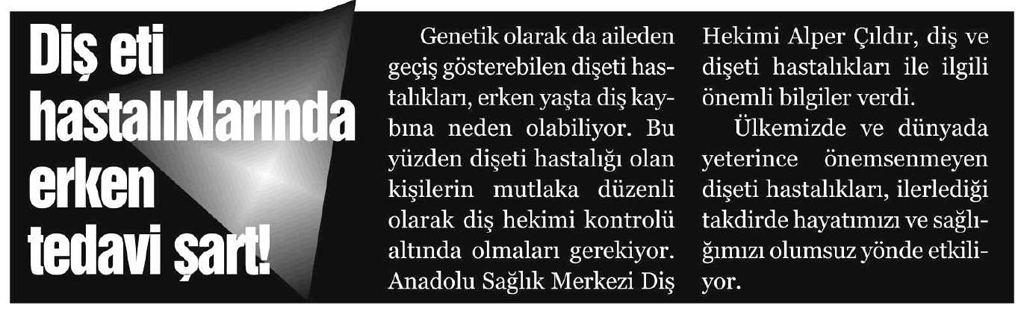 Diş eti
hastalıklarında
erken
tedavi şart!
Genetik olarak da aileden
geçiş gösterebilen dişeti has-
talıkları, erken yaşta diş kay-
bına neden olabiliyor. Bu
yüzden dişeti hastalığı olan
kişilerin mutlaka düzenli
olarak diş hekimi kontrolü
altında olmaları gerekiyor.
Anadolu Sağlık Merkezi Diş
Hekimi Alper Çıldır, diş ve
dişeti hastalıkları ile ilgili
önemli bilgiler verdi.
Ülkemizde ve dünyada
yeterince önemsenmeyen
dişeti hastalıkları, ilerlediği
takdirde hayatımızı ve sağlı-
ğımızı olumsuz yönde etkili-
yor.